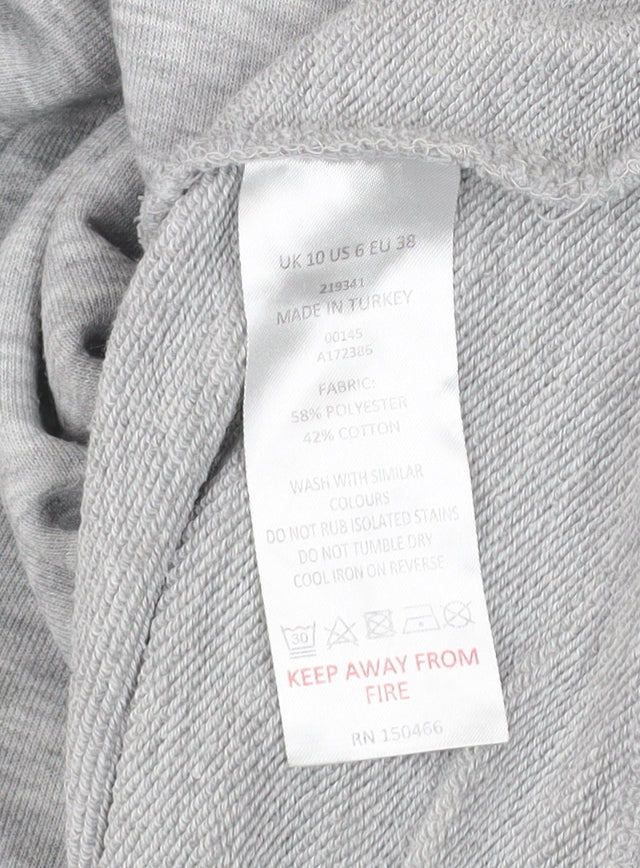 UK 10 US 6 EU 38
219341
MADE IN TURKEY
00145
A172386
FABRIC:
58% POLYESTER
42% COTTON
WASH WITH SIMILAR
COLOURS
DO NOT RUB ISOLATED STAINS
DO NOT TUMBLE DRY
COOL IRON ON REVERSE
30
KEEP AWAY FROM
FIRE
RN 150466